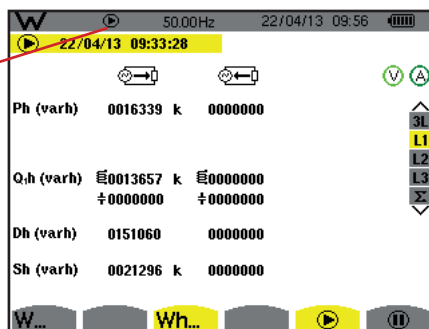 W 50.00Hz 22/04/13 09:56
22/04/13 09:33:28
V A
Ph (varh) 0016339 k 0000000
3L
L1
Q₁h (varh) 0013657 k 0000000
L2
÷0000000 ÷0000000
L3
Σ
Dh (varh) 0151060 0000000
Sh (varh) 0021296 k 0000000
W... Wh...